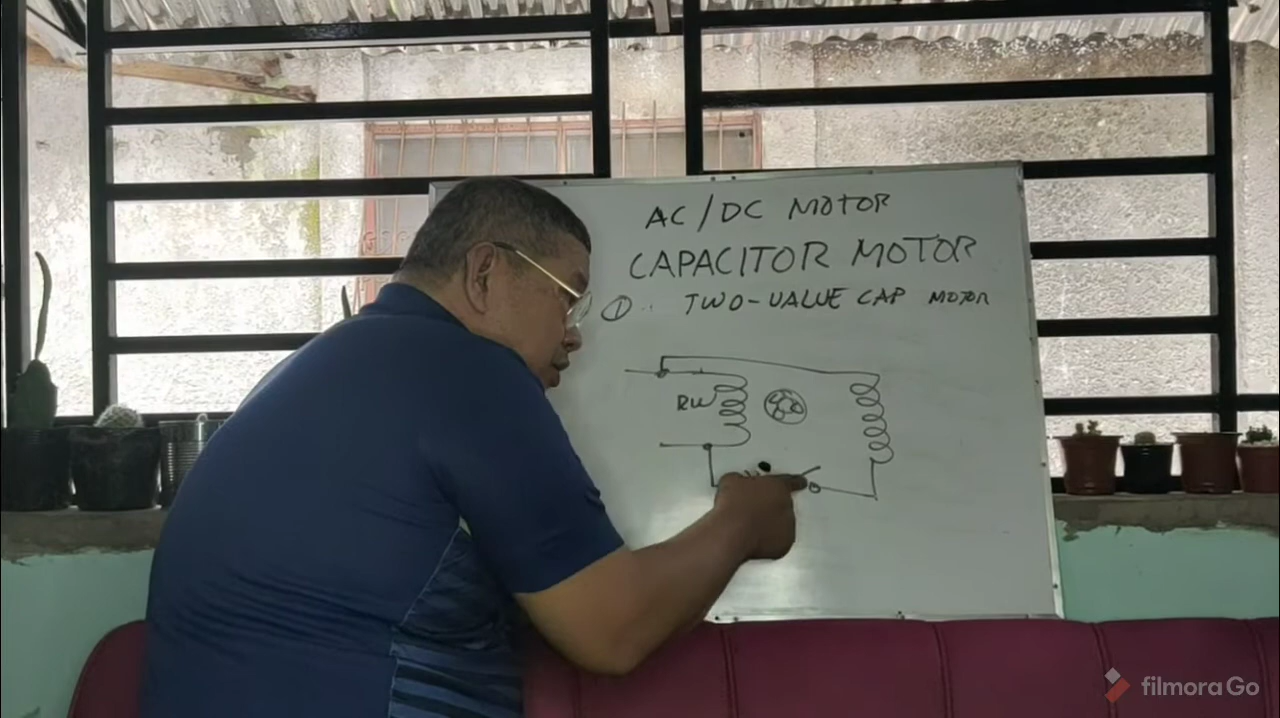 AC/DC MOTOR
CAPACITOR MOTOR
① .. TWO-VALUE CAP MOTOR
RW
filmoraGo